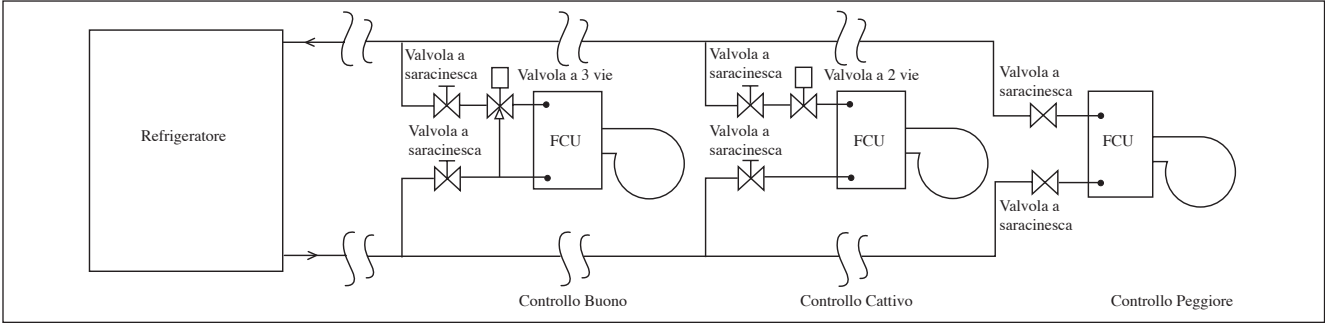 Refrigeratore
Valvola a
saracinesca
Valvola a 3 vie
Valvola a
saracinesca
FCU
Valvola a
saracinesca
Valvola a 2 vie
Valvola a
saracinesca
FCU
Valvola a
saracinesca
FCU
Valvola a
saracinesca
Controllo Buono
Controllo Cattivo
Controllo Peggiore